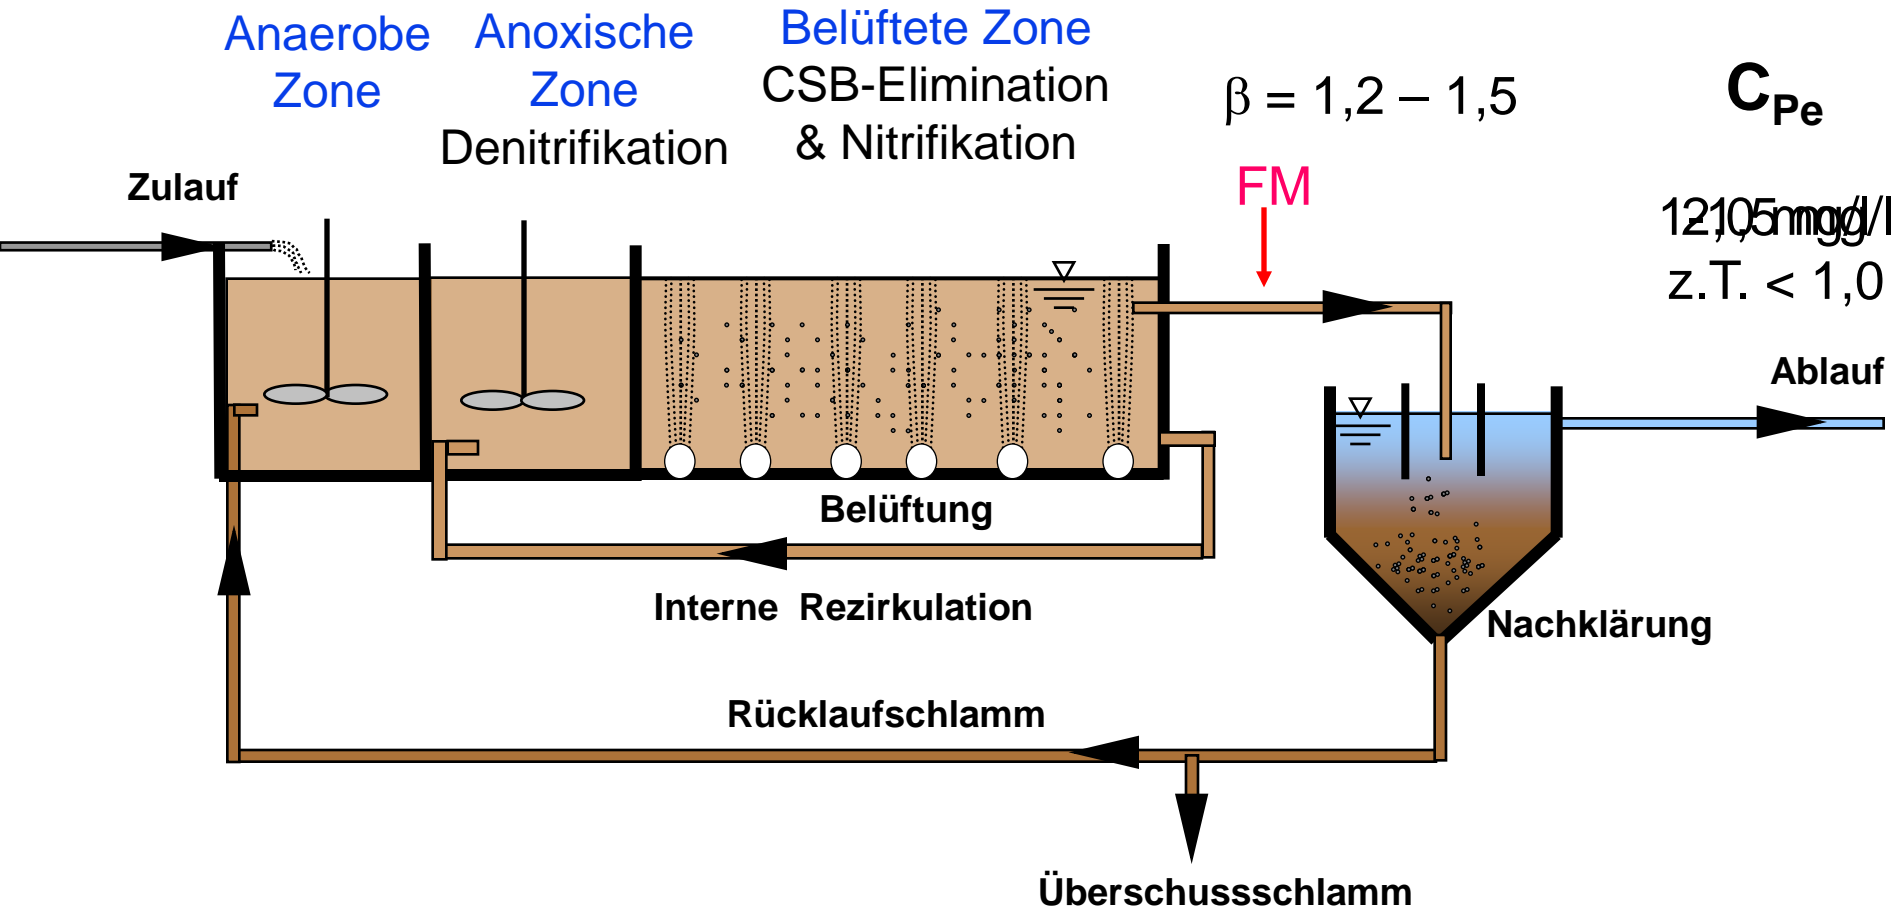 Anaerobe
Zone
Anoxische
Zone
Denitrifikation
Belüftete Zone
CSB-Elimination
& Nitrifikation
β = 1,2 – 1,5
C Pe
FM
z.T. < 1,0
Zulauf
Ablauf
Belüftung
Interne Rezirkulation
Nachklärung
Rücklaufschlamm
Überschussschlamm